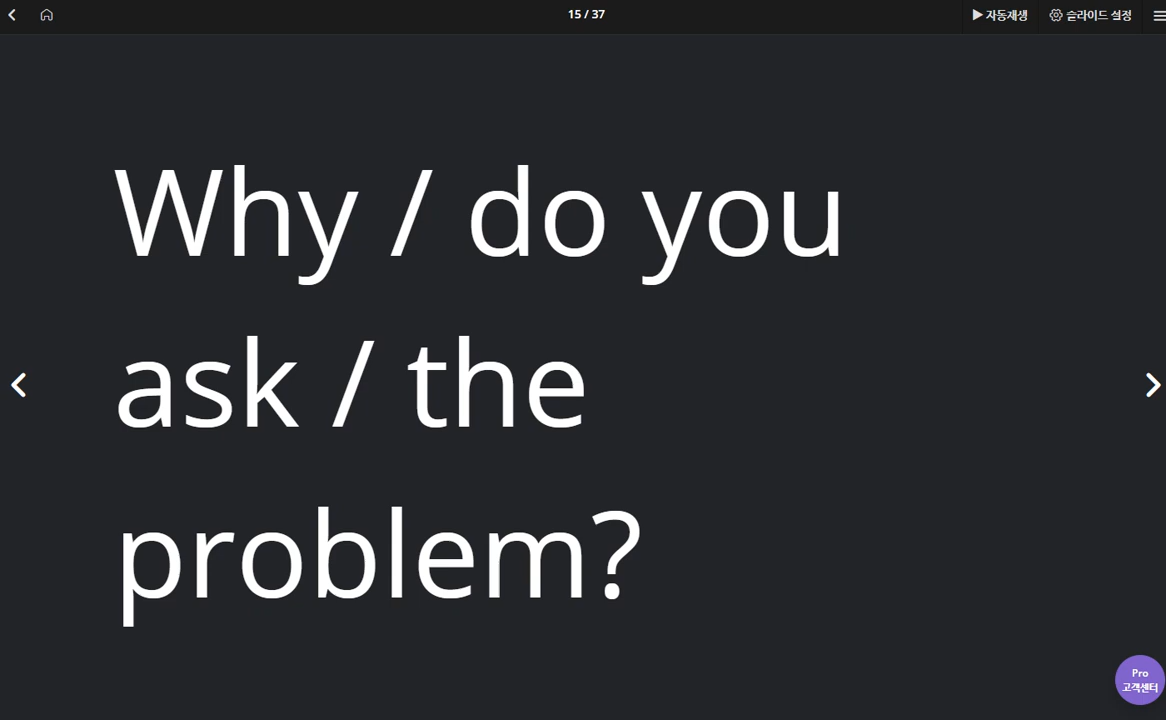 15 / 37
▶ 자동재생
슬라이드 설정
Why / do you
ask / the
problem?
Pro
고객센터